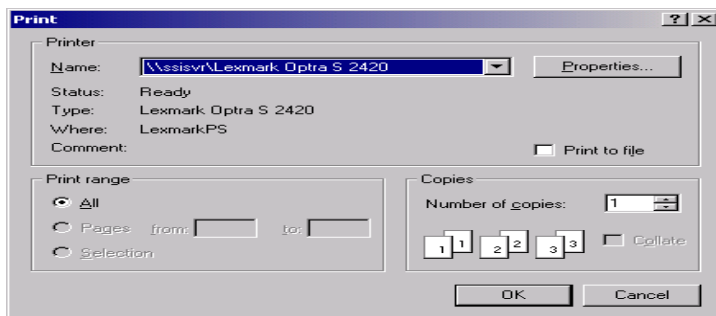 Print
Printer
Name: \\ssisvr\Lexmark Optra S 2420 Properties...
Status: Ready
Type: Lexmark Optra S 2420
Where: LexmarkPS
Comment: Print to file
Print range
All
Pages from: to:
Selection
Copies
Number of copies: 1
1 1 2 2 3 3 Collate
OK Cancel